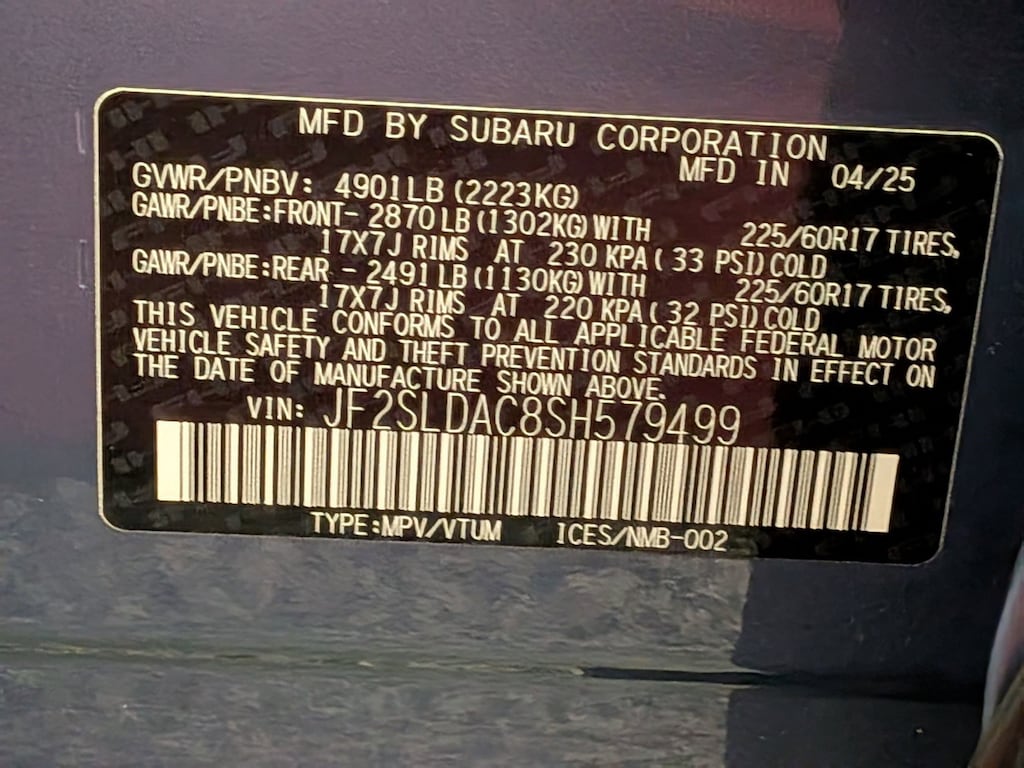 MFD BY SUBARU CORPORATION
MFD IN 04/25
GVWR/PNBV: 4901LB (2223KG)
GAWR/PNBE:FRONT- 2870 LB (1302KG) WITH 225/60R17 TIRES,
17X7J RIMS AT 230 KPA ( 33 PSI) COLD
GAWR/PNBE:REAR - 2491 LB (1130KG) WITH 225/60R17 TIRES,
17X7J RIMS AT 220 KPA ( 32 PSI) COLD
THIS VEHICLE CONFORMS TO ALL APPLICABLE FEDERAL MOTOR
VEHICLE SAFETY AND THEFT PREVENTION STANDARDS IN EFFECT ON
THE DATE OF MANUFACTURE SHOWN ABOVE.
VIN: JF2SLDAC8SH579499
TYPE:MPV/VTUM ICES/NMB-002